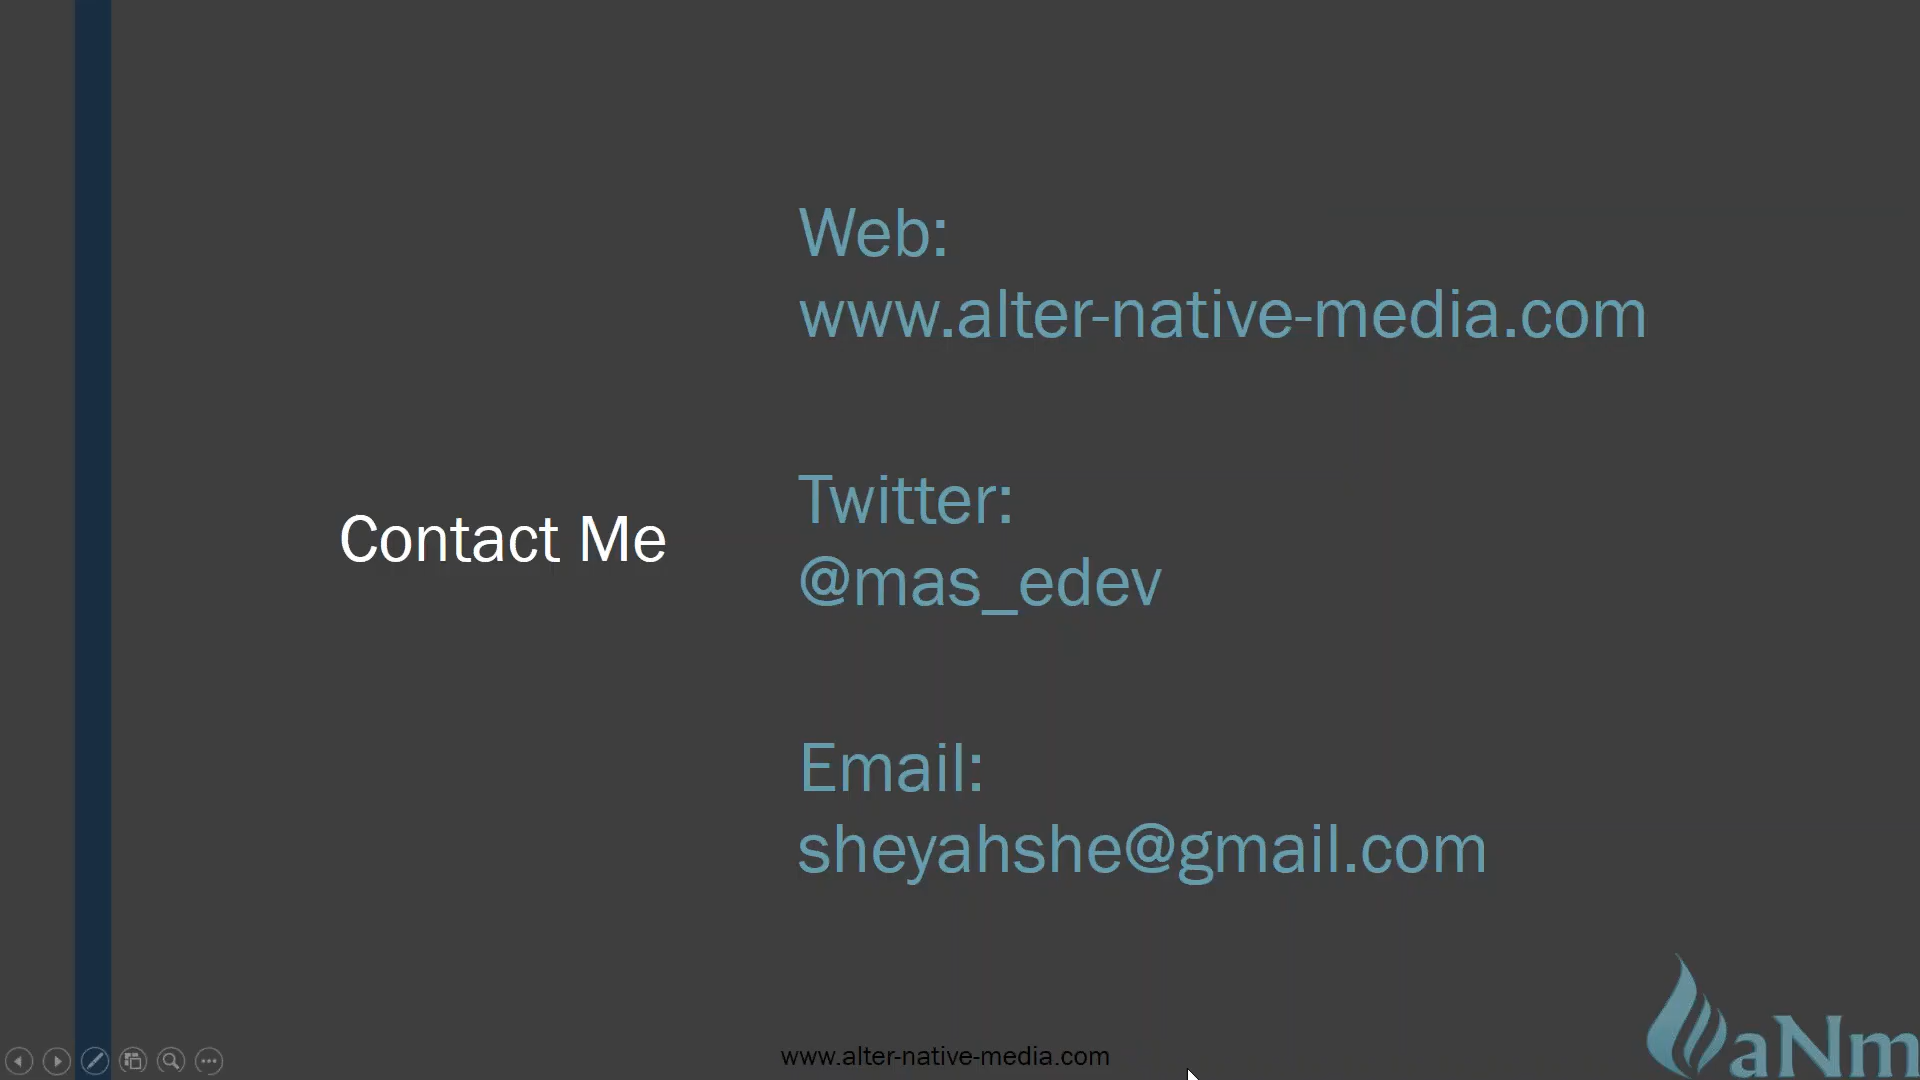 Contact Me
Web:
www.alter-native-media.com
Twitter:
@mas_edev
Email:
sheyahshe@gmail.com
www.alter-native-media.com
aNm